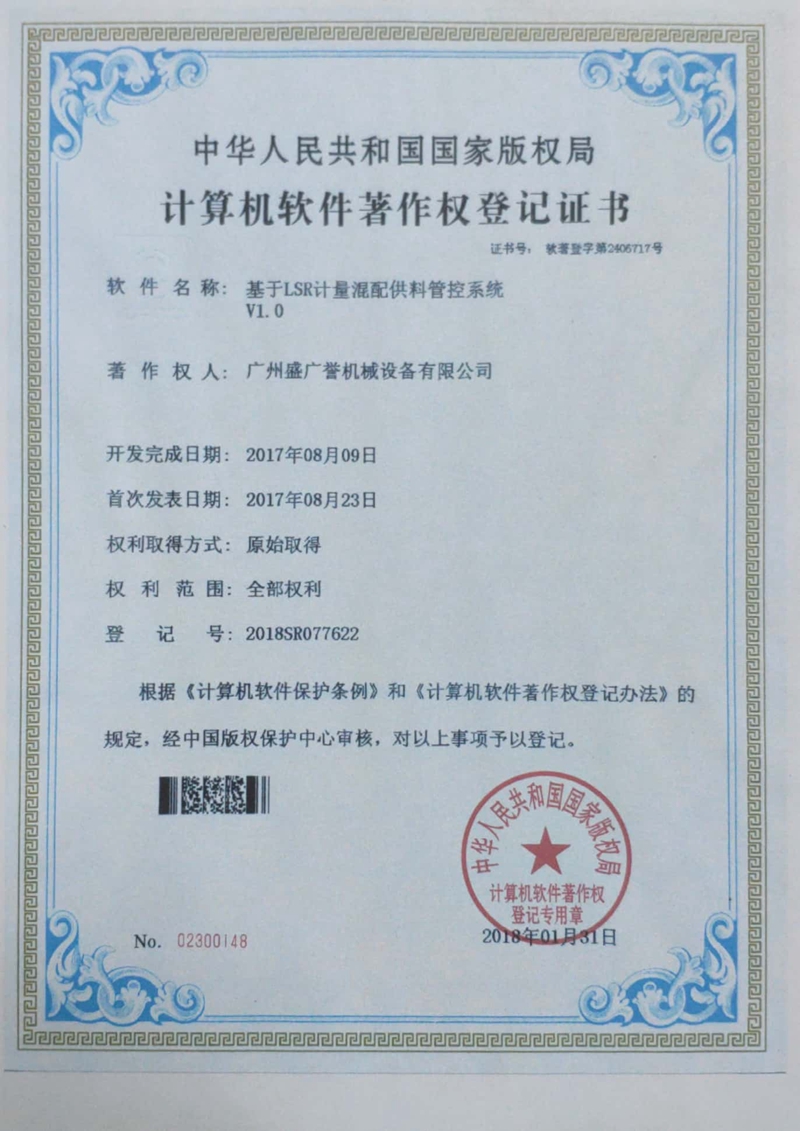 中华人民共和国国家版权局
计算机软件著作权登记证书
证书号： 软著登字第2406717号
软件名称： 基于LSR计量混配供料管控系统
V1.0
著作权人： 广州盛广誉机械设备有限公司
开发完成日期： 2017年08月09日
首次发表日期： 2017年08月23日
权利取得方式： 原始取得
权利范围： 全部权利
登记号： 2018SR077622
根据《计算机软件保护条例》和《计算机软件著作权登记办法》的
规定，经中国版权保护中心审核，对以上事项予以登记。
中华人民共和国国家版权局
计算机软件著作权
登记专用章
No. 02300148
2018年01月31日